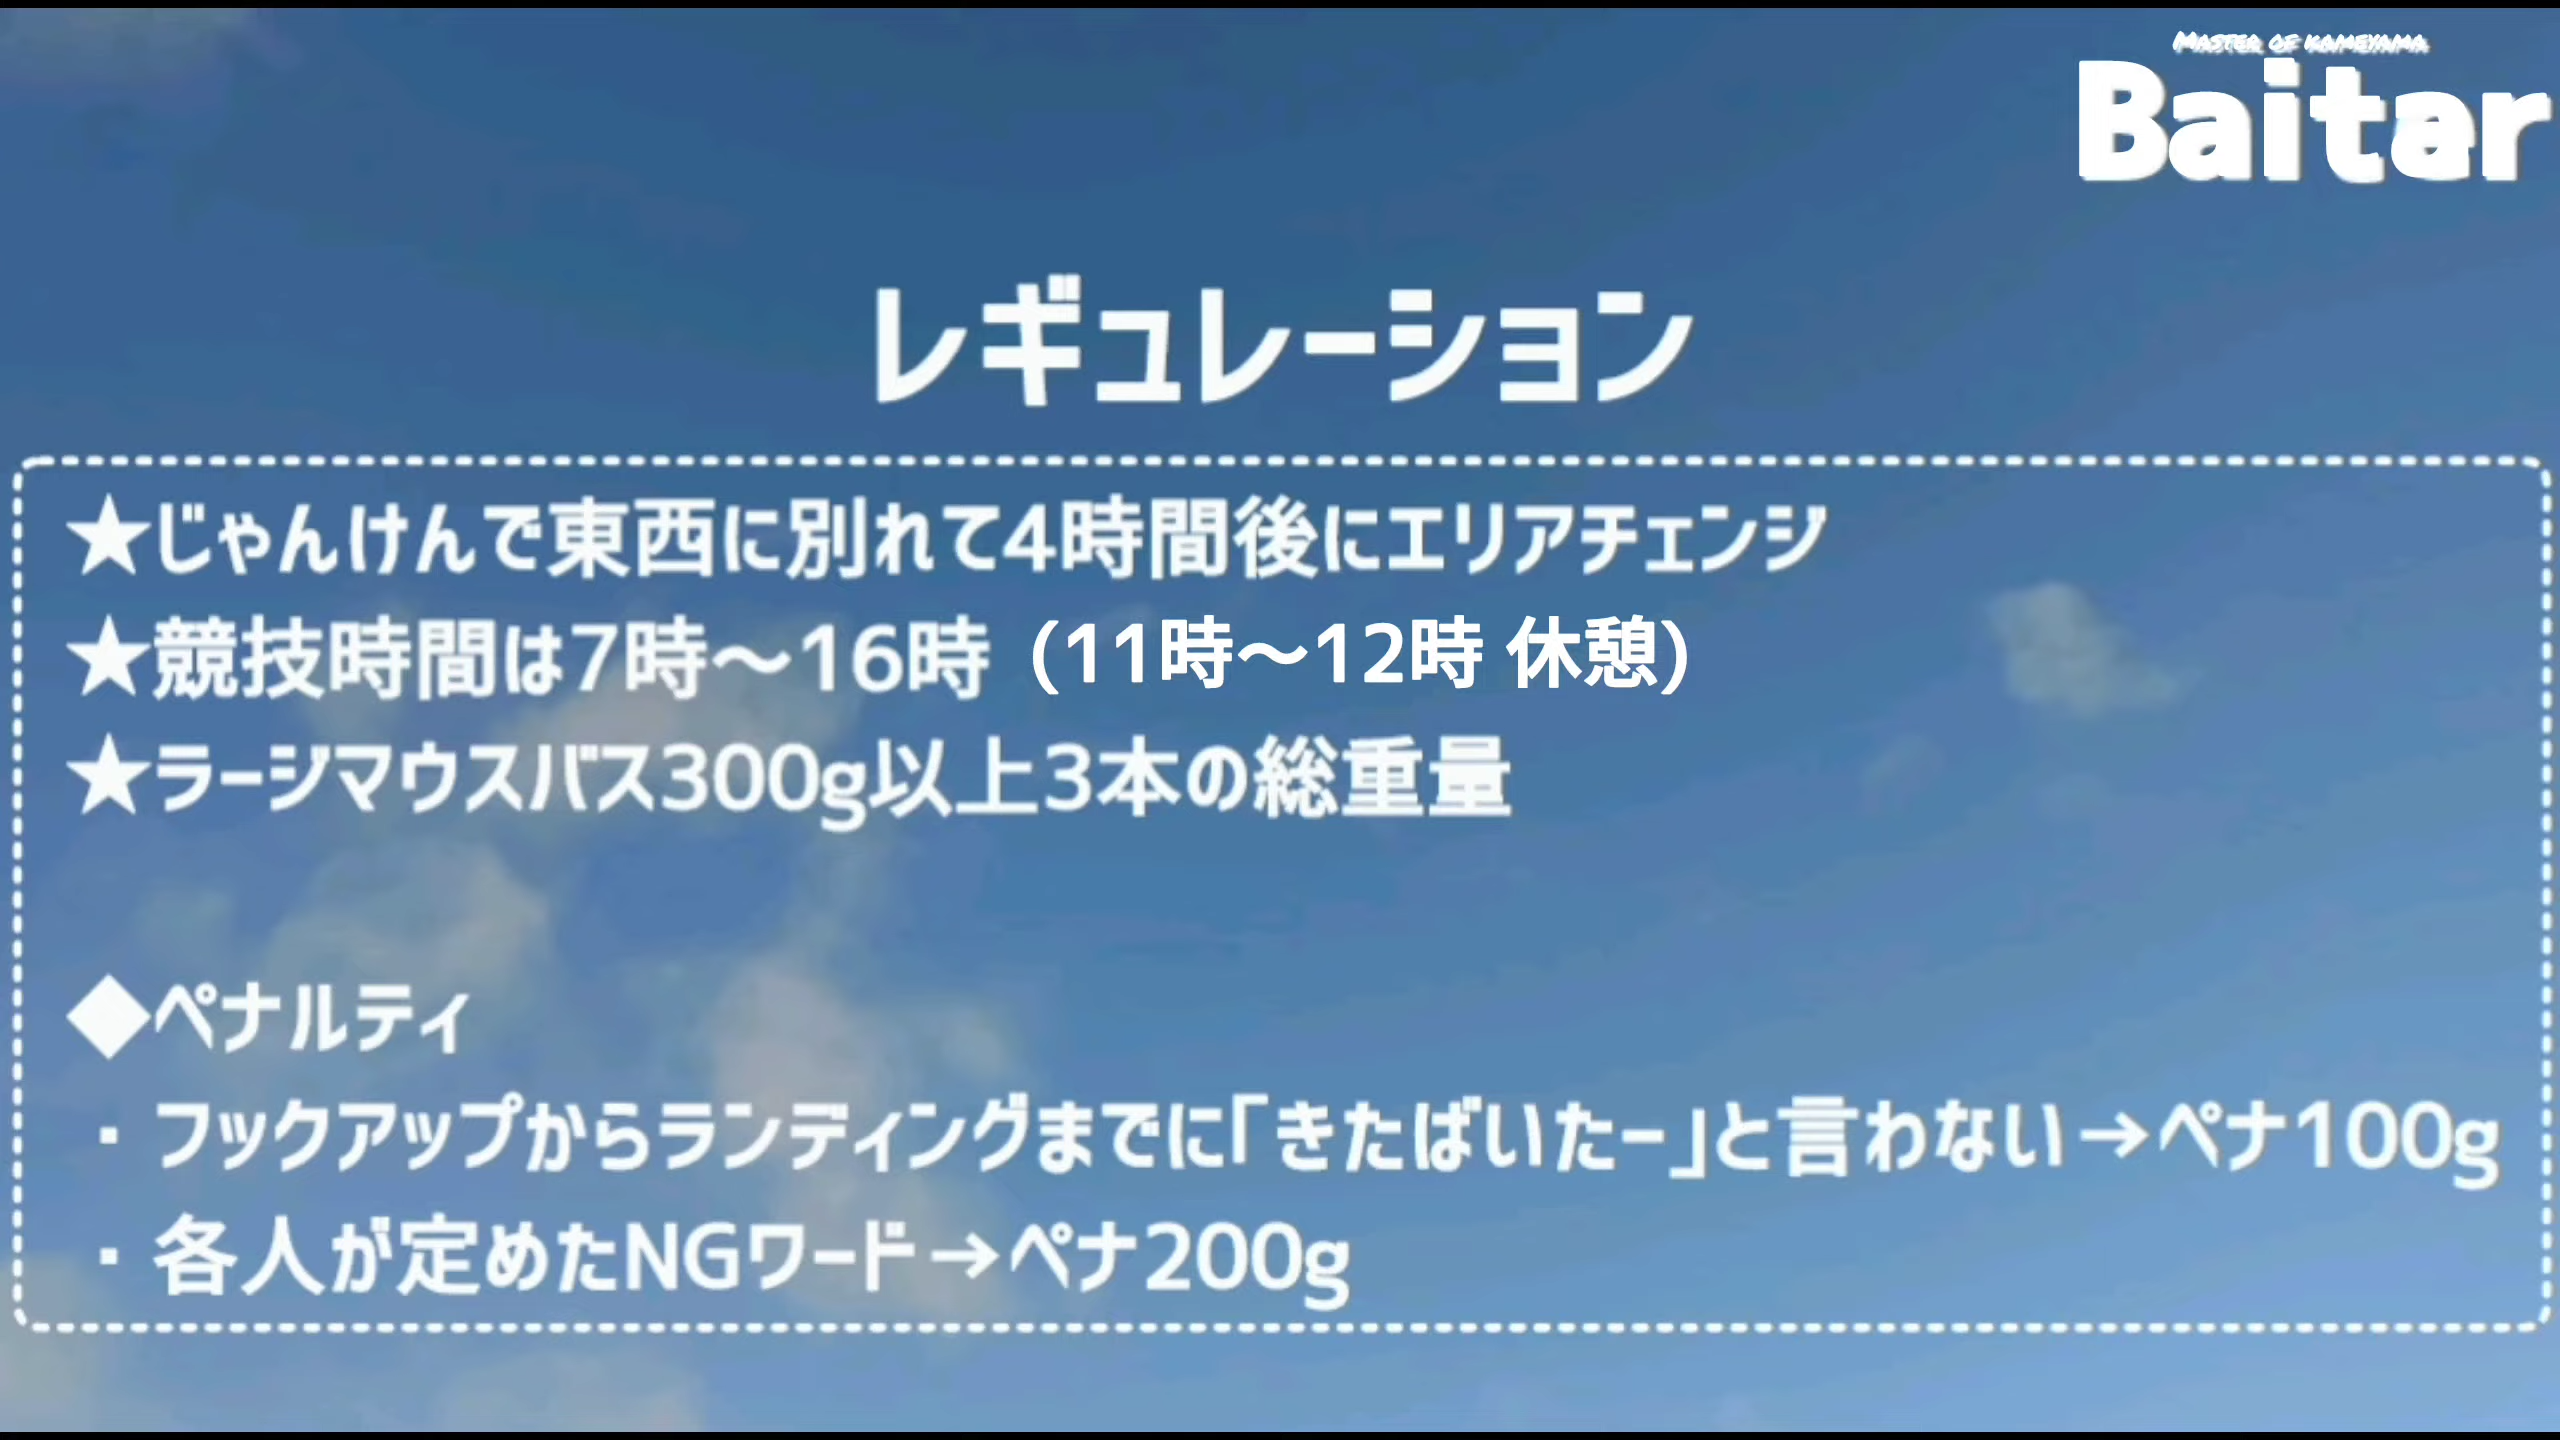 MASTER OF KAMEYAMA
Baitar
レギュレーション
★じゃんけんで東西に別れて4時間後にエリアチェンジ
★競技時間は7時～16時 (11時～12時 休憩)
★ラージマウスバス300g以上3本の総重量
◆ペナルティ
・フックアップからランディングまでに「きたばいたー」と言わない→ペナ100g
・各人が定めたNGワード→ペナ200g